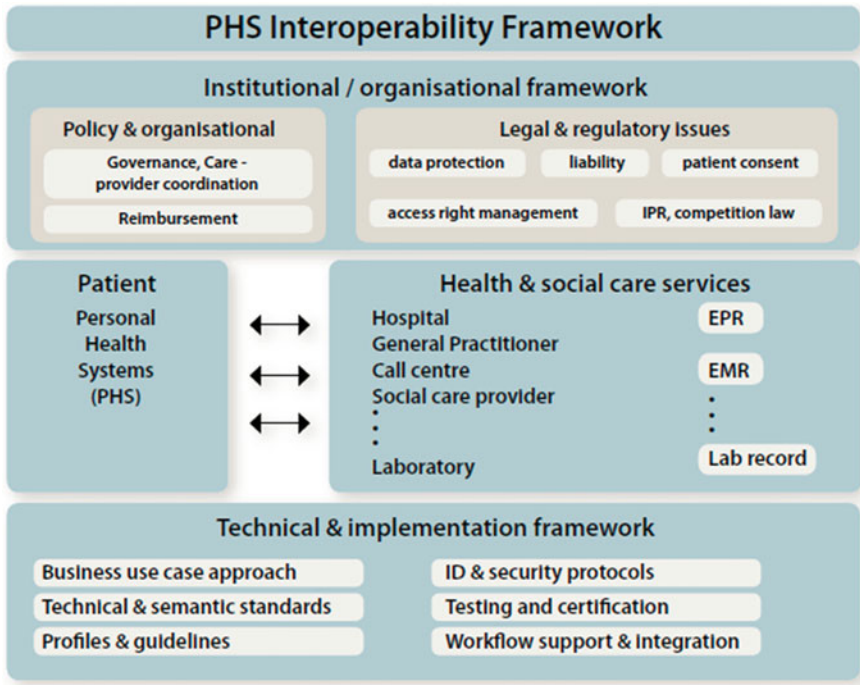 PHS Interoperability Framework
Institutional / organisational framework
Policy & organisational
Governance, Care -
provider coordination
Reimbursement
Legal & regulatory issues
data protection
liability
patient consent
access right management
IPR, competition law
Patient
Personal
Health
Systems
(PHS)
Health & social care services
Hospital
General Practitioner
Call centre
Social care provider
Laboratory
EPR
EMR
Lab record
Technical & implementation framework
Business use case approach
Technical & semantic standards
Profiles & guidelines
ID & security protocols
Testing and certification
Workflow support & integration